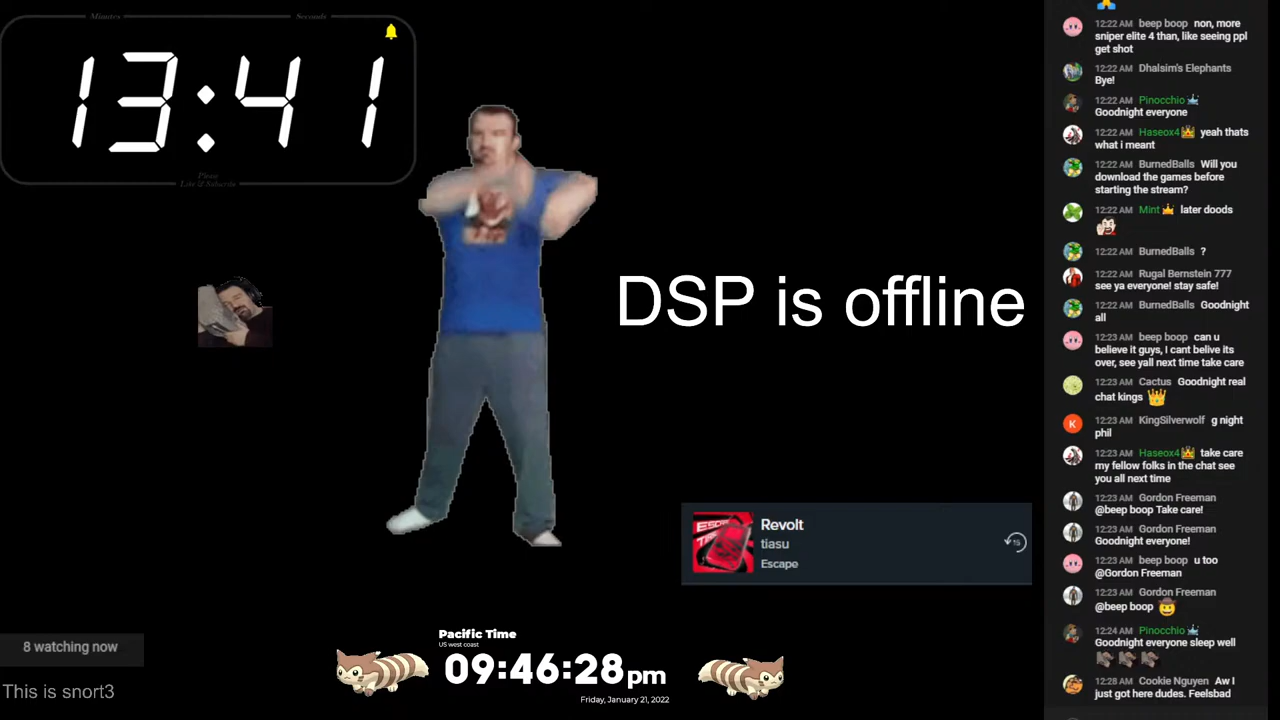 Minutes Seconds
13:41
Please
Like & Subscribe
DSP is offline
Revolt
tiasu
Escape
15
8 watching now
This is snort3
Pacific Time
US west coast
09:46:28pm
Friday, January 21, 2022
12:22 AM beep boop non, more
sniper elite 4 than, like seeing ppl
get shot
12:22 AM Dhalsim's Elephants
Bye!
12:22 AM Pinocchio
Goodnight everyone
12:22 AM Haseox4 yeah thats
what i meant
12:22 AM BurnedBalls Will you
download the games before
starting the stream?
12:22 AM Mint later doods
12:22 AM BurnedBalls ?
12:22 AM Rugal Bernstein 777
see ya everyone! stay safe!
12:22 AM BurnedBalls Goodnight
all
12:23 AM beep boop can u
believe it guys, I cant belive its
over, see yall next time take care
12:23 AM Cactus Goodnight real
chat kings
K 12:23 AM KingSilverwolf g night
phil
12:23 AM Haseox4 take care
my fellow folks in the chat see
you all next time
12:23 AM Gordon Freeman
@beep boop Take care!
12:23 AM Gordon Freeman
Goodnight everyone!
12:23 AM beep boop u too
@Gordon Freeman
12:23 AM Gordon Freeman
@beep boop
12:24 AM Pinocchio
Goodnight everyone sleep well
12:28 AM Cookie Nguyen Aw I
just got here dudes. Feelsbad